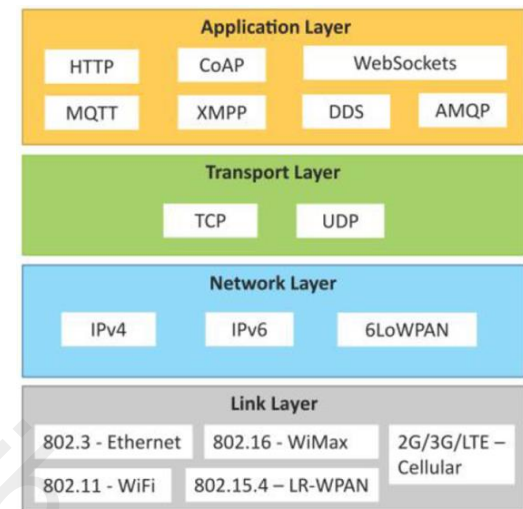 Application Layer
HTTP
CoAP
WebSockets
MQTT
XMPP
DDS
AMQP
Transport Layer
TCP
UDP
Network Layer
IPv4
IPv6
6LoWPAN
Link Layer
802.3 - Ethernet
802.16 - WiMax
2G/3G/LTE –
Cellular
802.11 - WiFi
802.15.4 – LR-WPAN